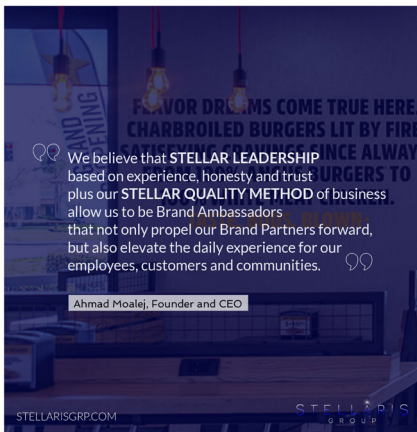 FLAVOR DREAMS COME TRUE HERE.
CHARBROILED BURGERS LIT BY FIRE
SATISFYING CRAVINGS SINCE ALWAY
BURGERS TO
We believe that STELLAR LEADERSHIP
based on experience, honesty and trust
plus our STELLAR QUALITY METHOD of business
allow us to be Brand Ambassadors
that not only propel our Brand Partners forward,
but also elevate the daily experience for our
employees, customers and communities.
Ahmad Moalej, Founder and CEO
STELLARISGRP.COM
STELLARIS
GROUP